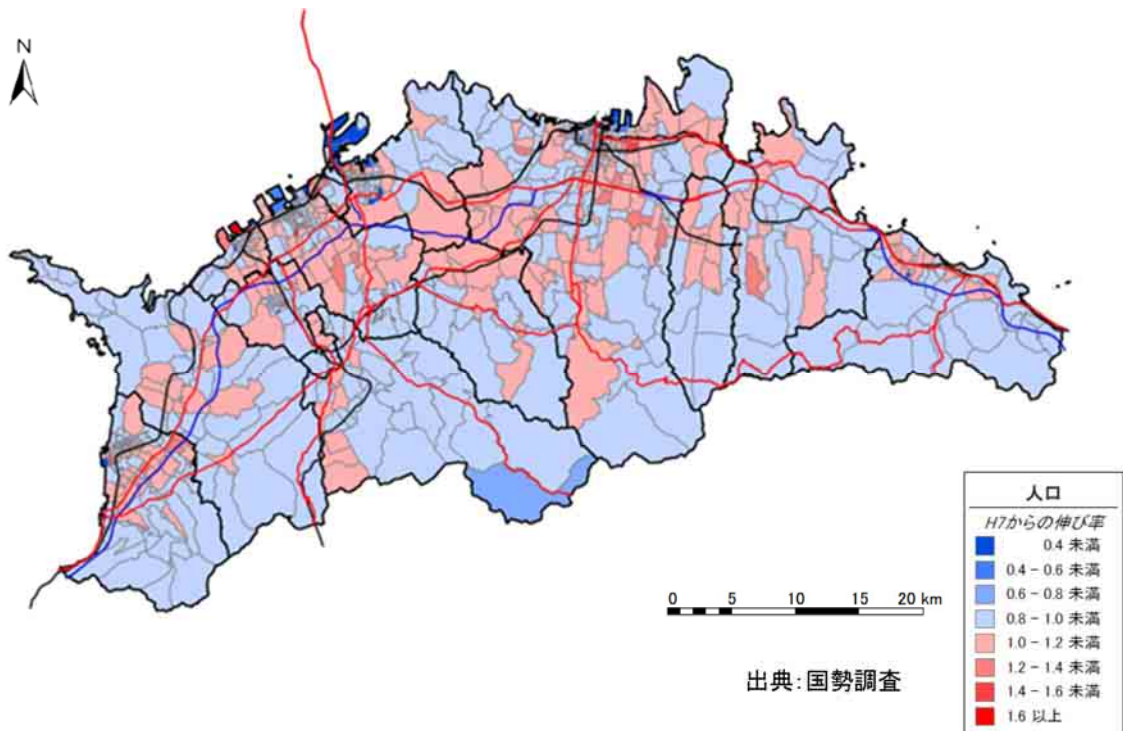 N
人口
H7からの伸び率
0.4 未満
0.4 − 0.6 未満
0.6 − 0.8 未満
0.8 − 1.0 未満
1.0 − 1.2 未満
1.2 − 1.4 未満
1.4 − 1.6 未満
1.6 以上
0 5 10 15 20 km
出典：国勢調査